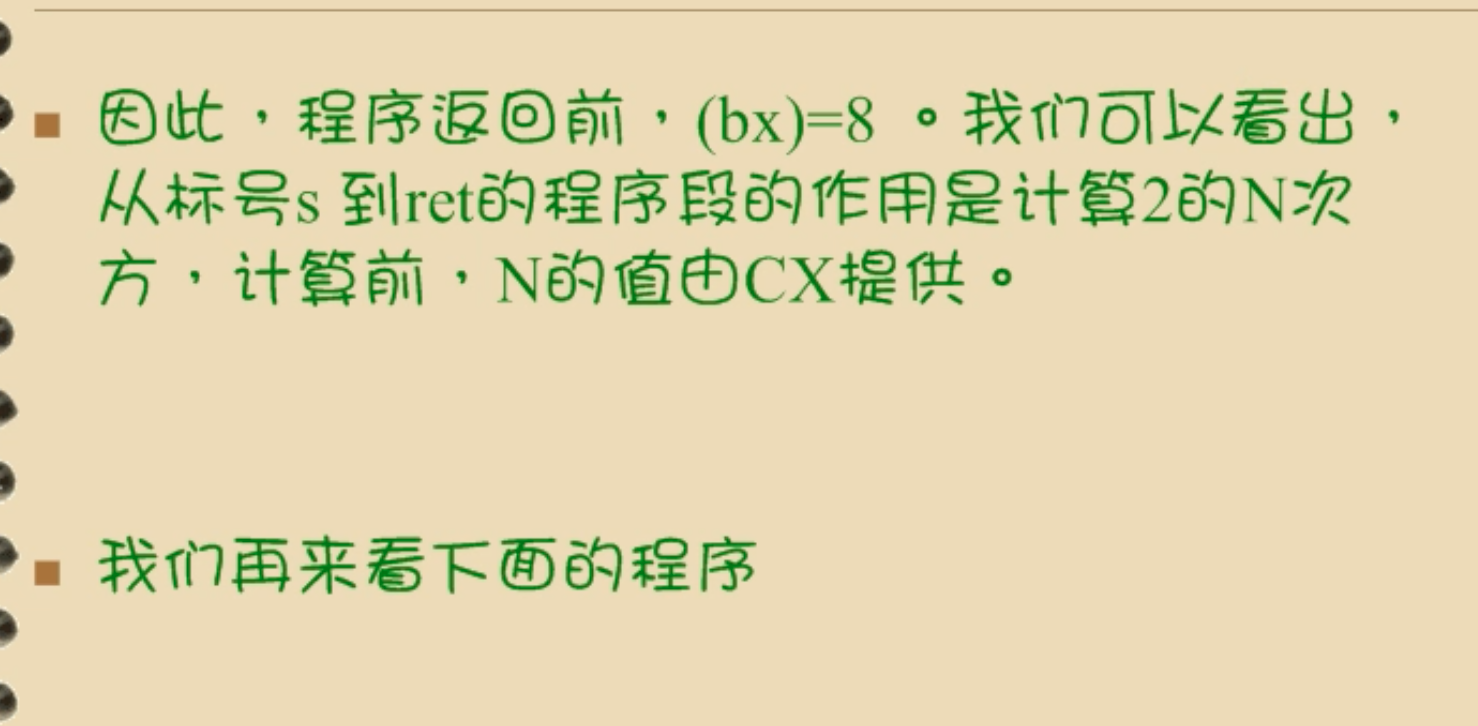 因此，程序返回前，(bx)=8 。我们可以看出，
从标号s 到ret的程序段的作用是计算2的N次
方，计算前，N的值由CX提供。
我们再来看下面的程序